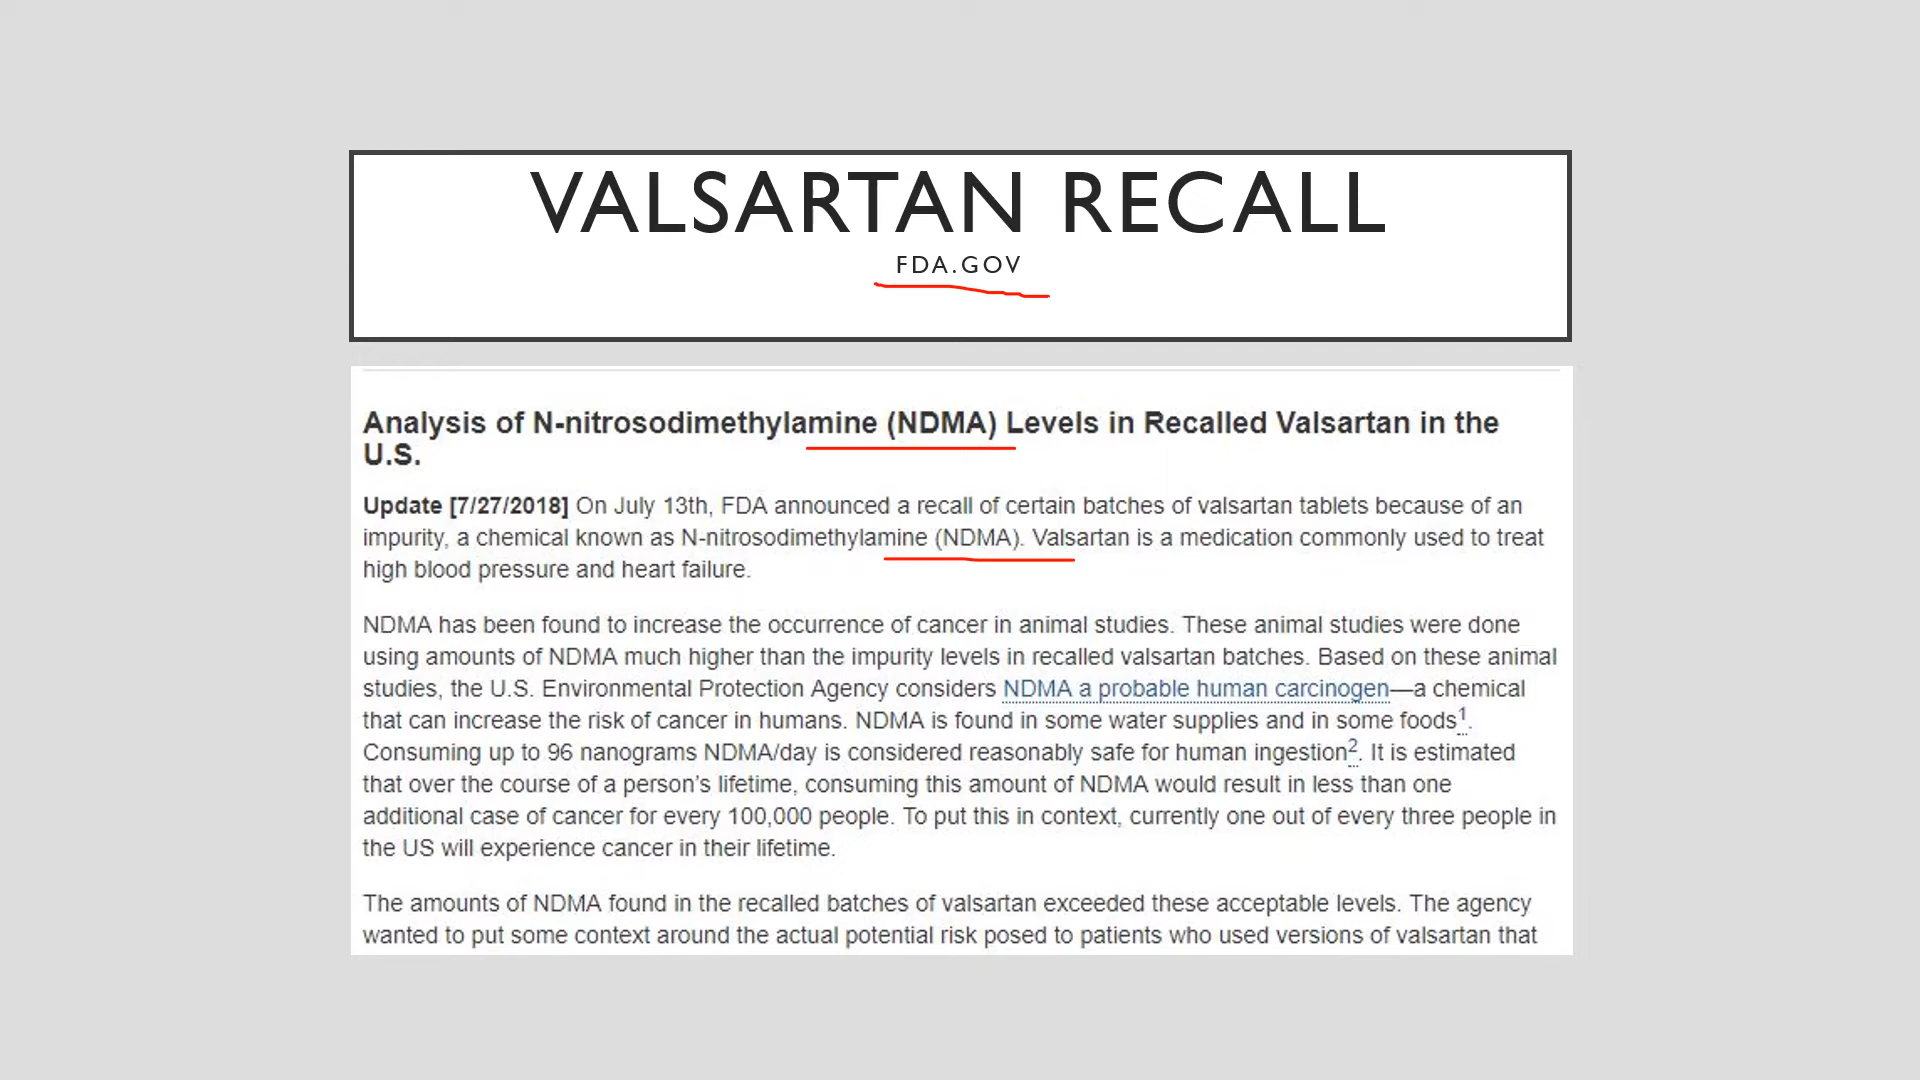 VALSARTAN RECALL
FDA.GOV
Analysis of N-nitrosodimethylamine (NDMA) Levels in Recalled Valsartan in the
U.S.
Update [7/27/2018] On July 13th, FDA announced a recall of certain batches of valsartan tablets because of an
impurity, a chemical known as N-nitrosodimethylamine (NDMA). Valsartan is a medication commonly used to treat
high blood pressure and heart failure.
NDMA has been found to increase the occurrence of cancer in animal studies. These animal studies were done
using amounts of NDMA much higher than the impurity levels in recalled valsartan batches. Based on these animal
studies, the U.S. Environmental Protection Agency considers NDMA a probable human carcinogen—a chemical
that can increase the risk of cancer in humans. NDMA is found in some water supplies and in some foods1.
Consuming up to 96 nanograms NDMA/day is considered reasonably safe for human ingestion2. It is estimated
that over the course of a person’s lifetime, consuming this amount of NDMA would result in less than one
additional case of cancer for every 100,000 people. To put this in context, currently one out of every three people in
the US will experience cancer in their lifetime.
The amounts of NDMA found in the recalled batches of valsartan exceeded these acceptable levels. The agency
wanted to put some context around the actual potential risk posed to patients who used versions of valsartan that